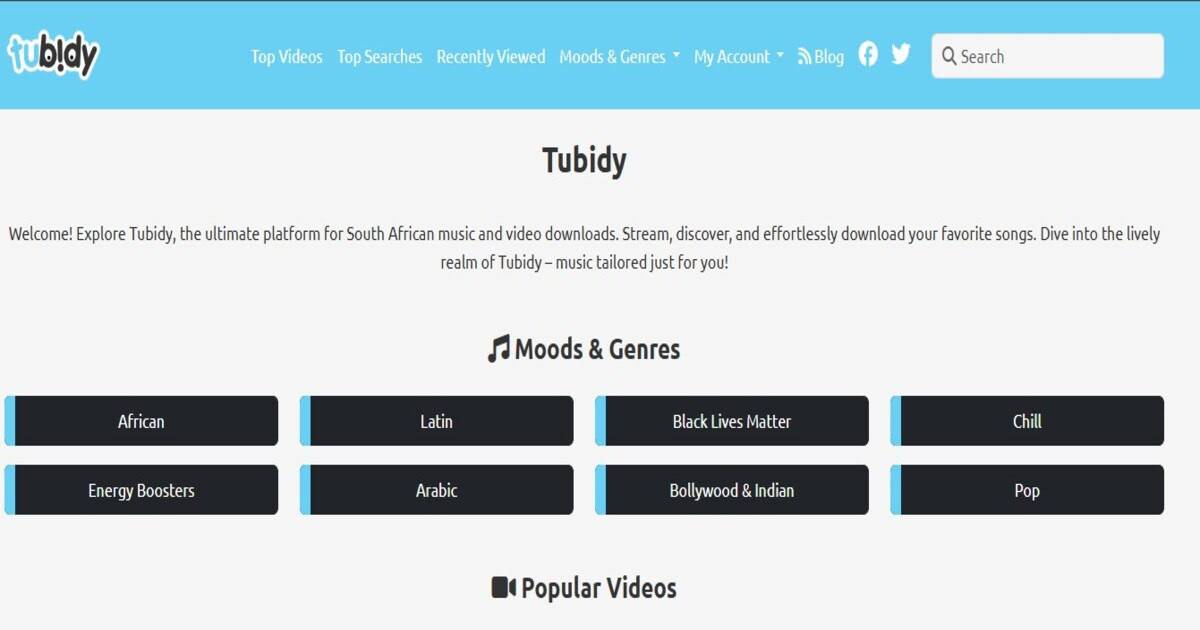 tubidy
Top Videos Top Searches Recently Viewed Moods & Genres My Account Blog Search
Tubidy
Welcome! Explore Tubidy, the ultimate platform for South African music and video downloads. Stream, discover, and effortlessly download your favorite songs. Dive into the lively
realm of Tubidy – music tailored just for you!
Moods & Genres
African Latin Black Lives Matter Chill
Energy Boosters Arabic Bollywood & Indian Pop
Popular Videos